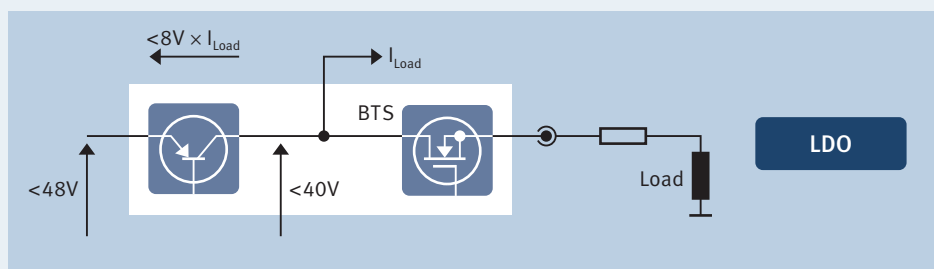 <8V × I_Load
I_Load
BTS
LDO
<48V
<40V
Load